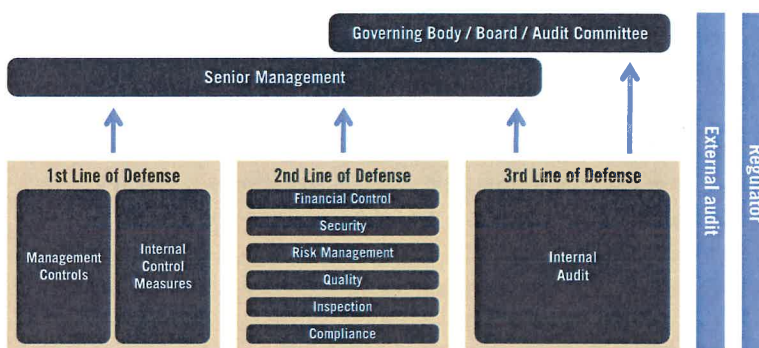 Governing Body / Board / Audit Committee
Senior Management
1st Line of Defense
Management
Controls
Internal
Control
Measures
2nd Line of Defense
Financial Control
Security
Risk Management
Quality
Inspection
Compliance
3rd Line of Defense
Internal
Audit
External audit
Regulator